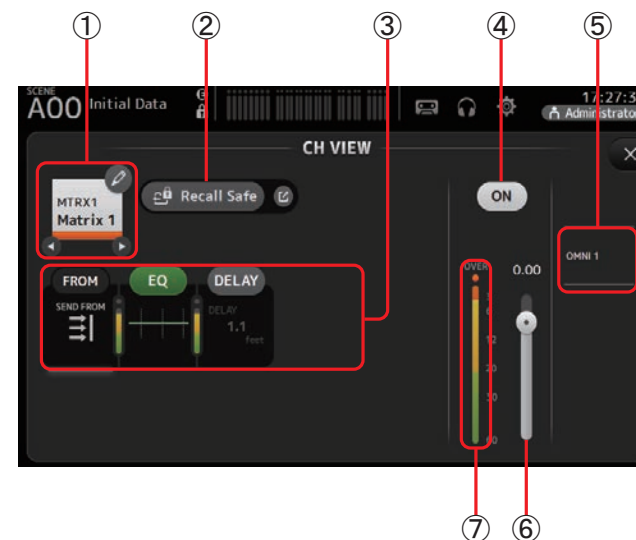 ① ② ③ ④ ⑤
SCENE
A00 Initial Data
17:27:3
Administrato
CH VIEW
MTRX1
Matrix 1
Recall Safe
ON
OVER
0.00
OMNI 1
FROM EQ DELAY
SEND FROM
DELAY
1.1
feet
12
20
30
60
⑦ ⑥